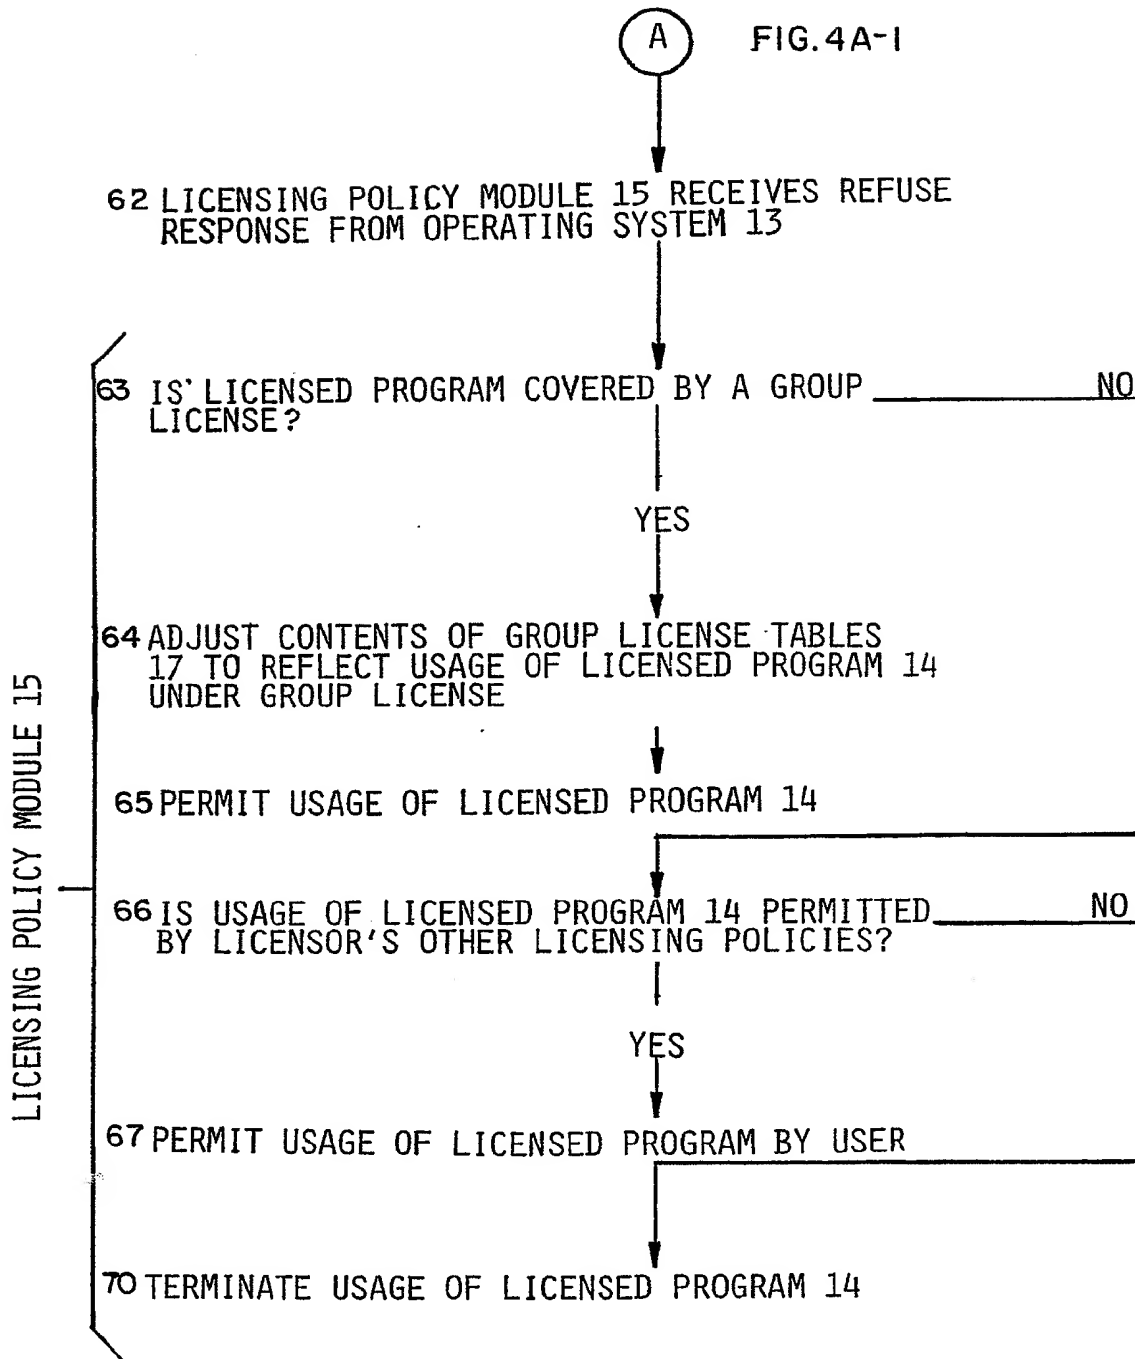 A
FIG.4A-1
62 LICENSING POLICY MODULE 15 RECEIVES REFUSE
RESPONSE FROM OPERATING SYSTEM 13
63 IS LICENSED PROGRAM COVERED BY A GROUP NO
LICENSE?
YES
64 ADJUST CONTENTS OF GROUP LICENSE TABLES
17 TO REFLECT USAGE OF LICENSED PROGRAM 14
UNDER GROUP LICENSE
65 PERMIT USAGE OF LICENSED PROGRAM 14
66 IS USAGE OF LICENSED PROGRAM 14 PERMITTED NO
BY LICENSOR'S OTHER LICENSING POLICIES?
YES
67 PERMIT USAGE OF LICENSED PROGRAM BY USER
70 TERMINATE USAGE OF LICENSED PROGRAM 14
LICENSING POLICY MODULE 15